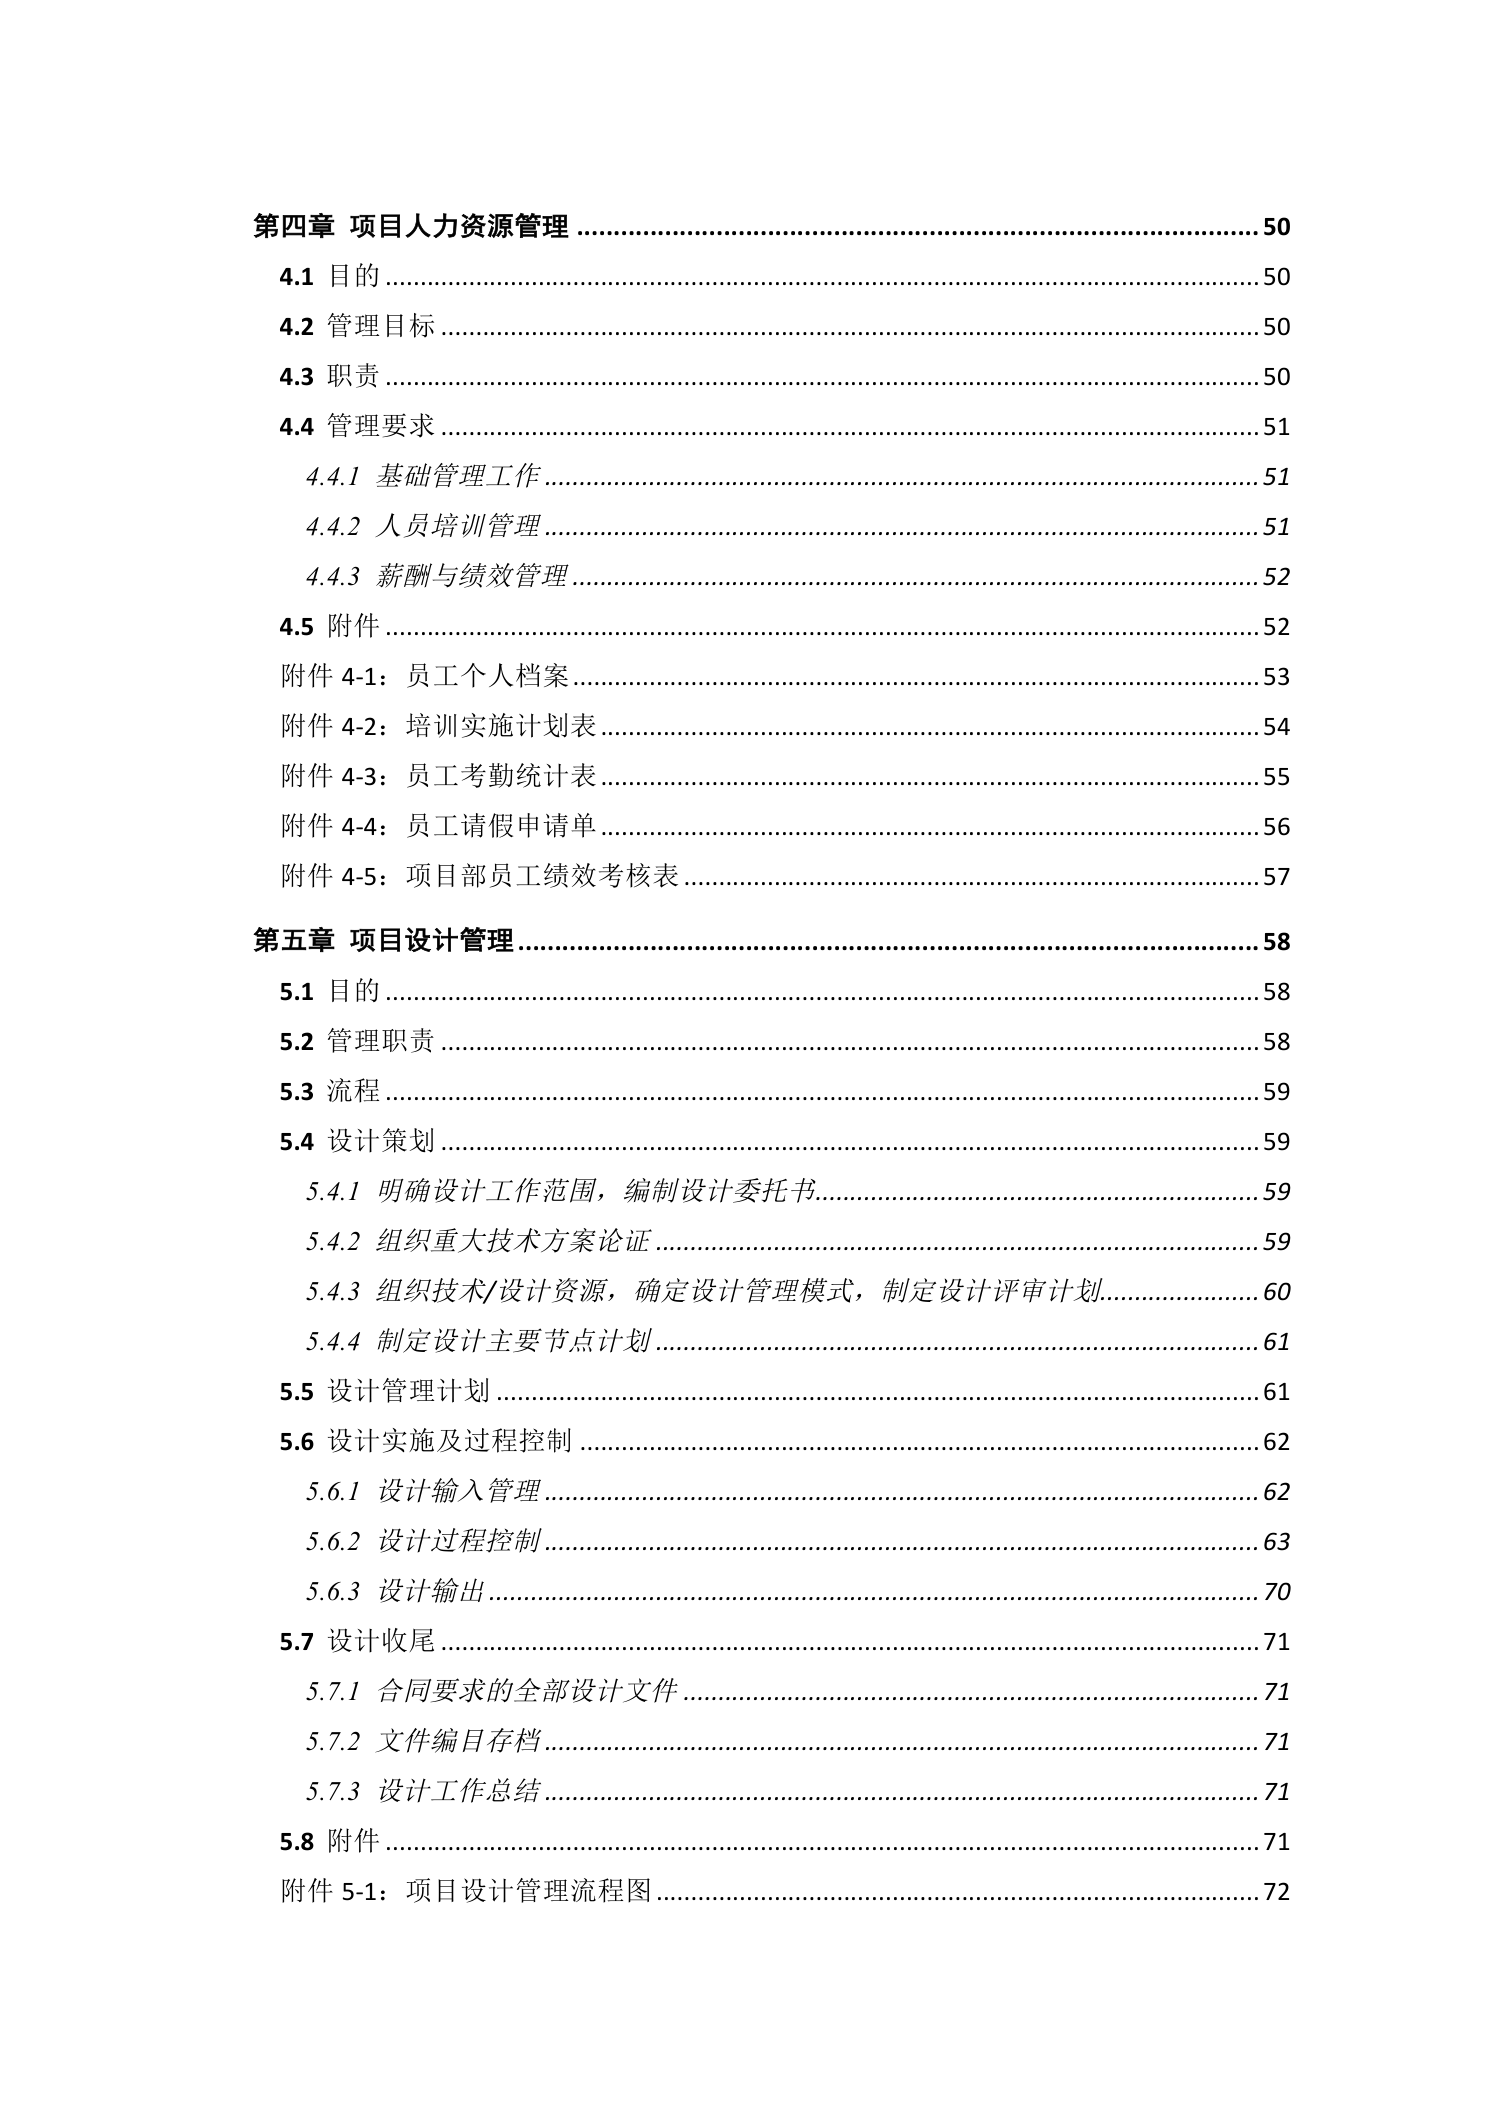 第四章 项目人力资源管理 .......... 50
4.1 目的 .......... 50
4.2 管理目标 .......... 50
4.3 职责 .......... 50
4.4 管理要求 .......... 51
4.4.1 基础管理工作 .......... 51
4.4.2 人员培训管理 .......... 51
4.4.3 薪酬与绩效管理 .......... 52
4.5 附件 .......... 52
附件 4-1：员工个人档案 .......... 53
附件 4-2：培训实施计划表 .......... 54
附件 4-3：员工考勤统计表 .......... 55
附件 4-4：员工请假申请单 .......... 56
附件 4-5：项目部员工绩效考核表 .......... 57
第五章 项目设计管理 .......... 58
5.1 目的 .......... 58
5.2 管理职责 .......... 58
5.3 流程 .......... 59
5.4 设计策划 .......... 59
5.4.1 明确设计工作范围，编制设计委托书 .......... 59
5.4.2 组织重大技术方案论证 .......... 59
5.4.3 组织技术/设计资源，确定设计管理模式，制定设计评审计划 .......... 60
5.4.4 制定设计主要节点计划 .......... 61
5.5 设计管理计划 .......... 61
5.6 设计实施及过程控制 .......... 62
5.6.1 设计输入管理 .......... 62
5.6.2 设计过程控制 .......... 63
5.6.3 设计输出 .......... 70
5.7 设计收尾 .......... 71
5.7.1 合同要求的全部设计文件 .......... 71
5.7.2 文件编目存档 .......... 71
5.7.3 设计工作总结 .......... 71
5.8 附件 .......... 71
附件 5-1：项目设计管理流程图 .......... 72